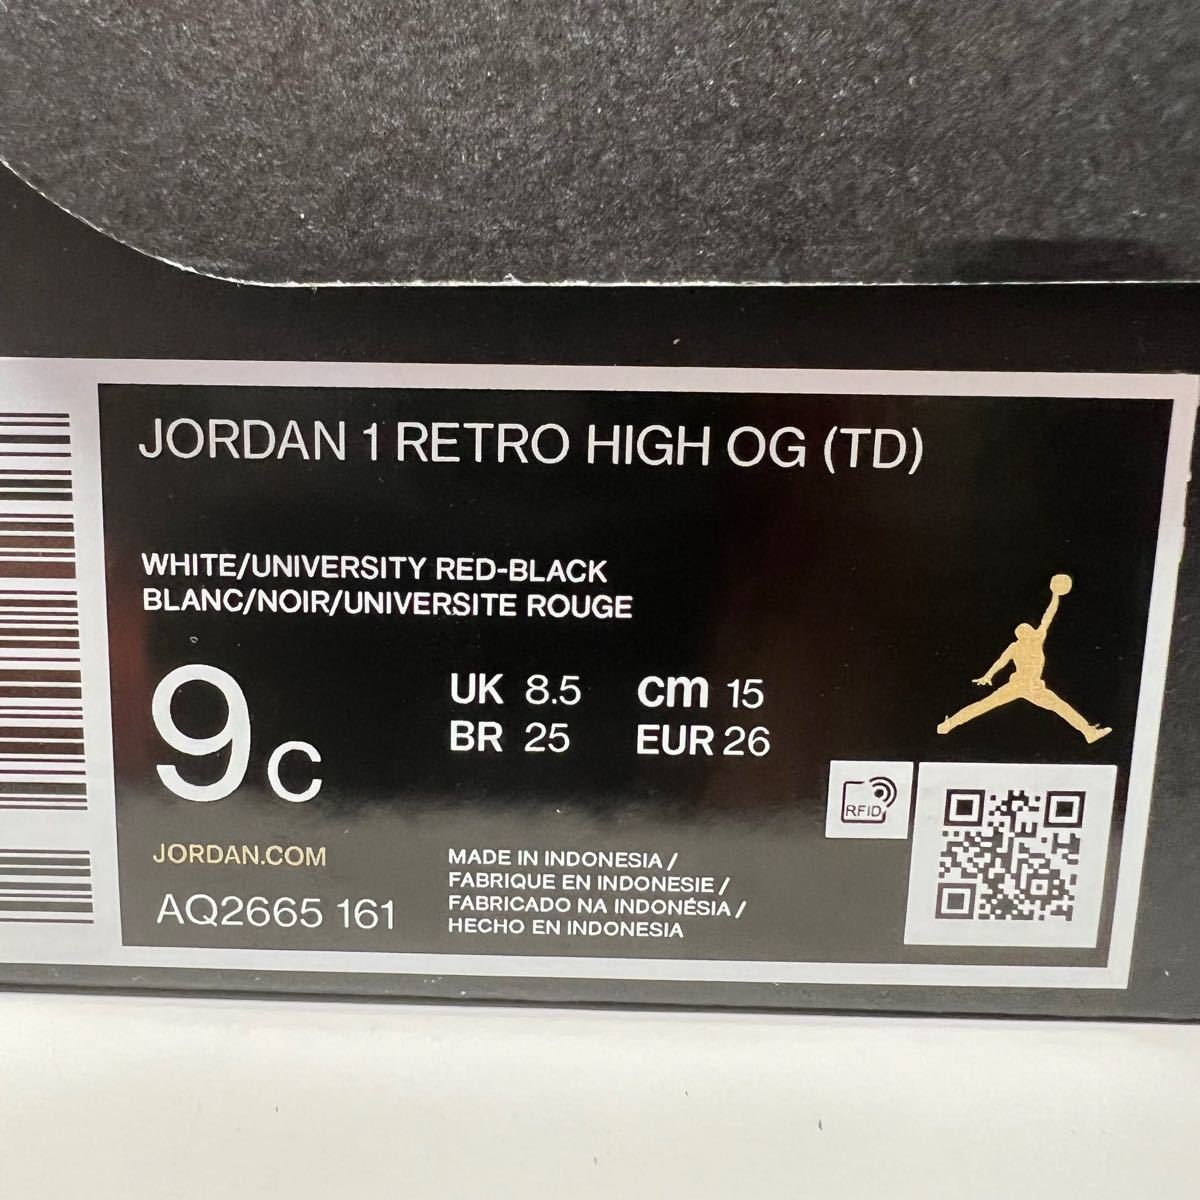 JORDAN 1 RETRO HIGH OG (TD)
WHITE/UNIVERSITY RED-BLACK
BLANC/NOIR/UNIVERSITE ROUGE
9C
UK 8.5 cm 15
BR 25 EUR 26
RFID
JORDAN.COM
AQ2665 161
MADE IN INDONESIA /
FABRIQUE EN INDONESIE /
FABRICADO NA INDONÉSIA /
HECHO EN INDONESIA